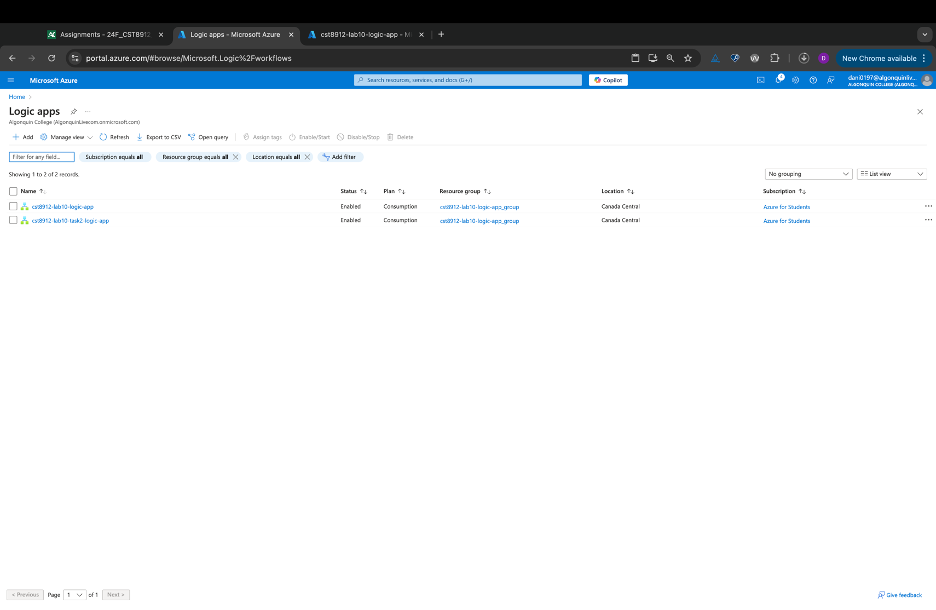 Assignments - 24F_CST8912
Logic apps - Microsoft Azure
cst8912-lab10-logic-app - Mi
portal.azure.com/#browse/Microsoft.Logic%2Fworkflows
D
New Chrome available
Microsoft Azure
Search resources, services, and docs (G+/)
Copilot
dani0197@algonquinliv...
ALGONQUIN COLLEGE (ALGONQ...
Home
Logic apps
Algonquin College (AlgonquinLivecom.onmicrosoft.com)
Add
Manage view
Refresh
Export to CSV
Open query
Assign tags
Enable/Start
Disable/Stop
Delete
Filter for any field...
Subscription equals all
Resource group equals all
Location equals all
Add filter
Showing 1 to 2 of 2 records.
No grouping
List view
Name Status Plan Resource group Location Subscription
cst8912-lab10-logic-app Enabled Consumption cst8912-lab10-logic-app_group Canada Central Azure for Students
cst8912-lab10-task2-logic-app Enabled Consumption cst8912-lab10-logic-app_group Canada Central Azure for Students
< Previous Page 1 of 1 Next >
Give feedback